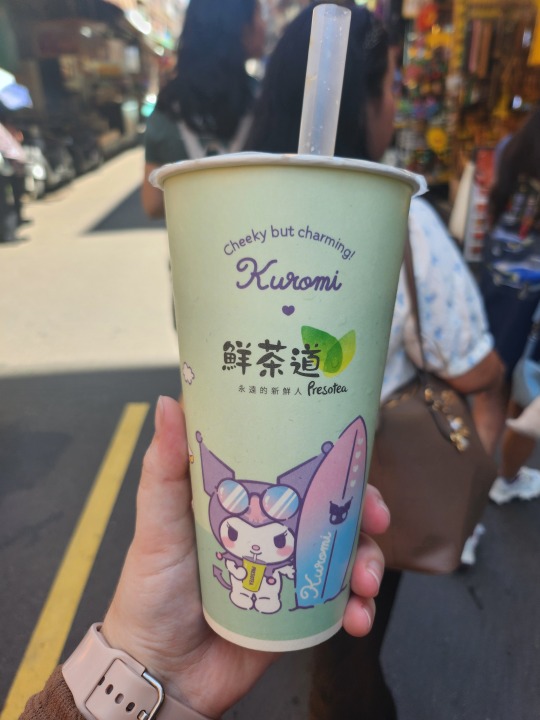 Cheeky but charming!
Kuromi
鮮茶道
永遠的新鮮人 Presotea
Kuromi